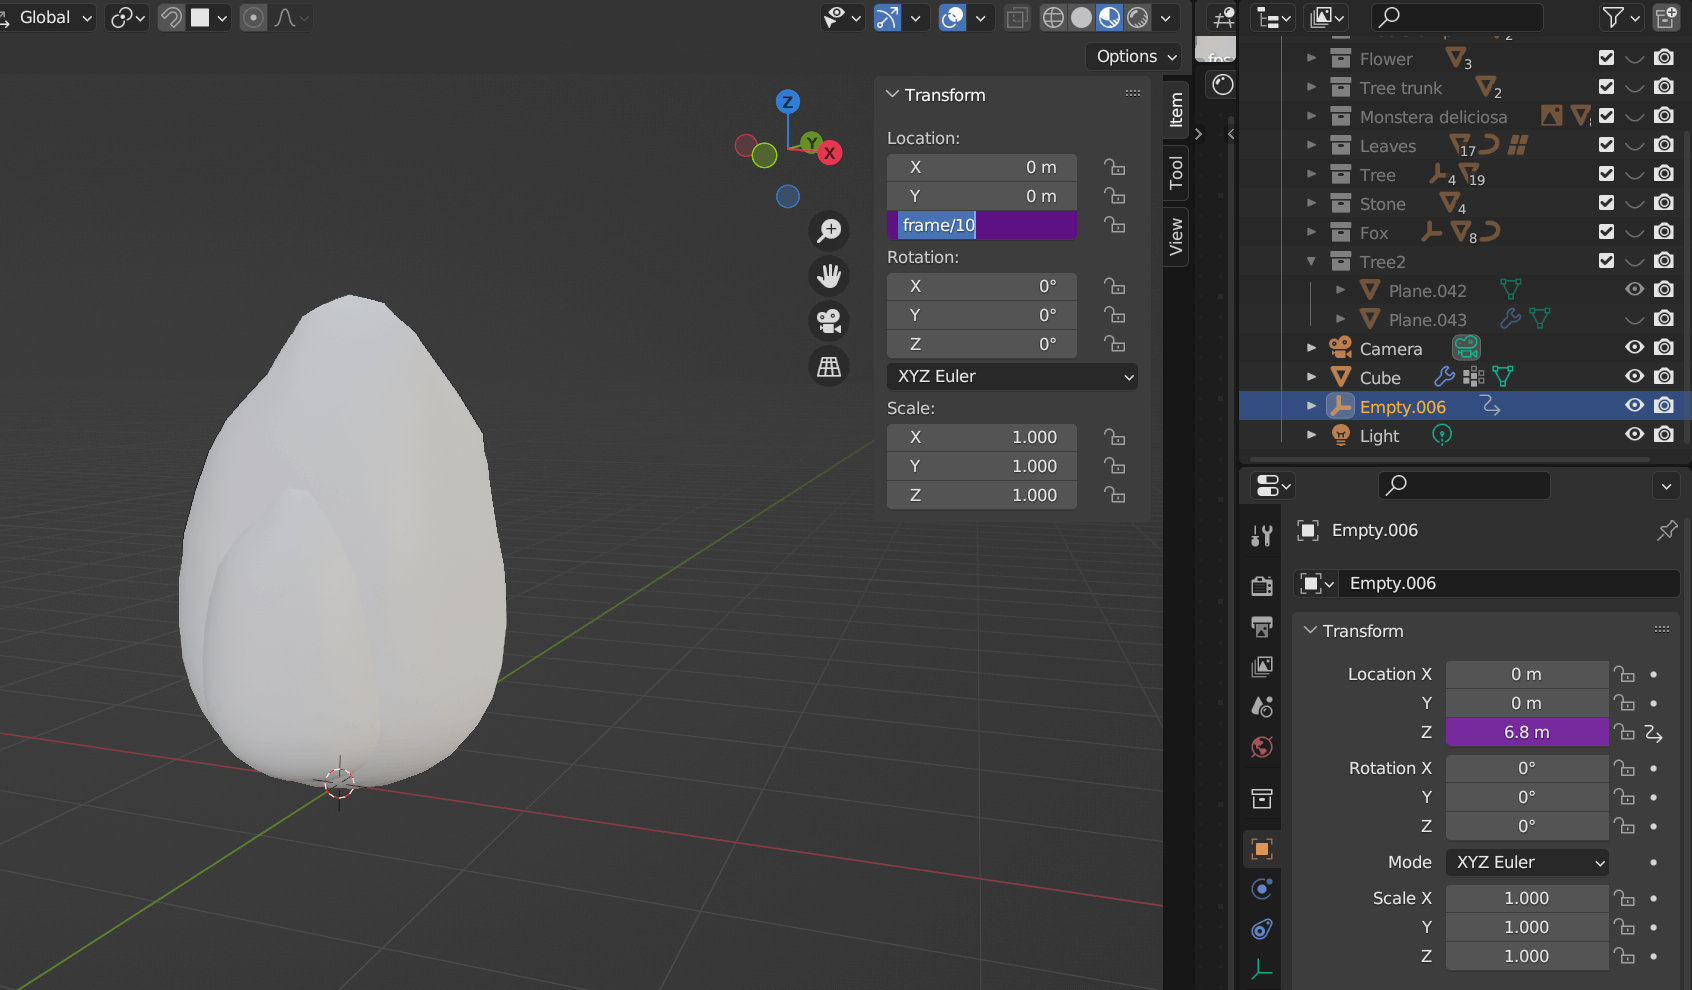 Global
Options
Transform
Location:
X 0 m
Y 0 m
frame/10
Rotation:
X 0°
Y 0°
Z 0°
XYZ Euler
Scale:
X 1.000
Y 1.000
Z 1.000
Z
Y
X
Item
Tool
View
Flower 3
Tree trunk 2
Monstera deliciosa
Leaves 17
Tree 4 19
Stone 4
Fox 8
Tree2
Plane.042
Plane.043
Camera
Cube
Empty.006
Light
Empty.006
Empty.006
Transform
Location X 0 m
Y 0 m
Z 6.8 m
Rotation X 0°
Y 0°
Z 0°
Mode XYZ Euler
Scale X 1.000
Y 1.000
Z 1.000